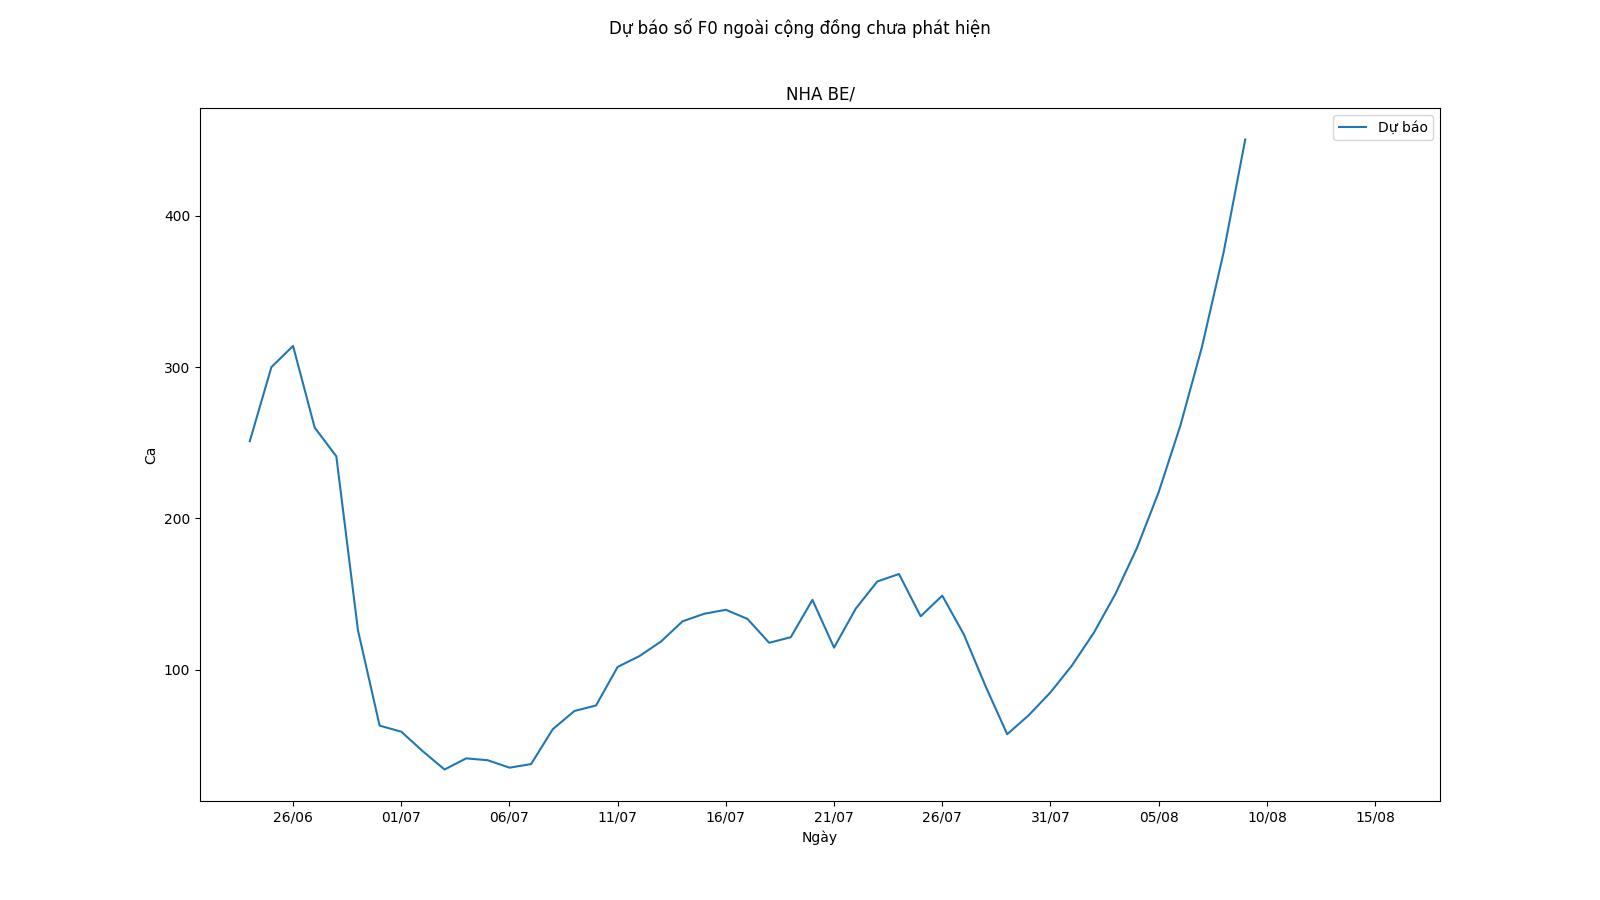 Dự báo số F0 ngoài cộng đồng chưa phát hiện
NHA BE/
Dự báo
400
300
200
100
Ca
26/06 01/07 06/07 11/07 16/07 21/07 26/07 31/07 05/08 10/08 15/08
Ngày